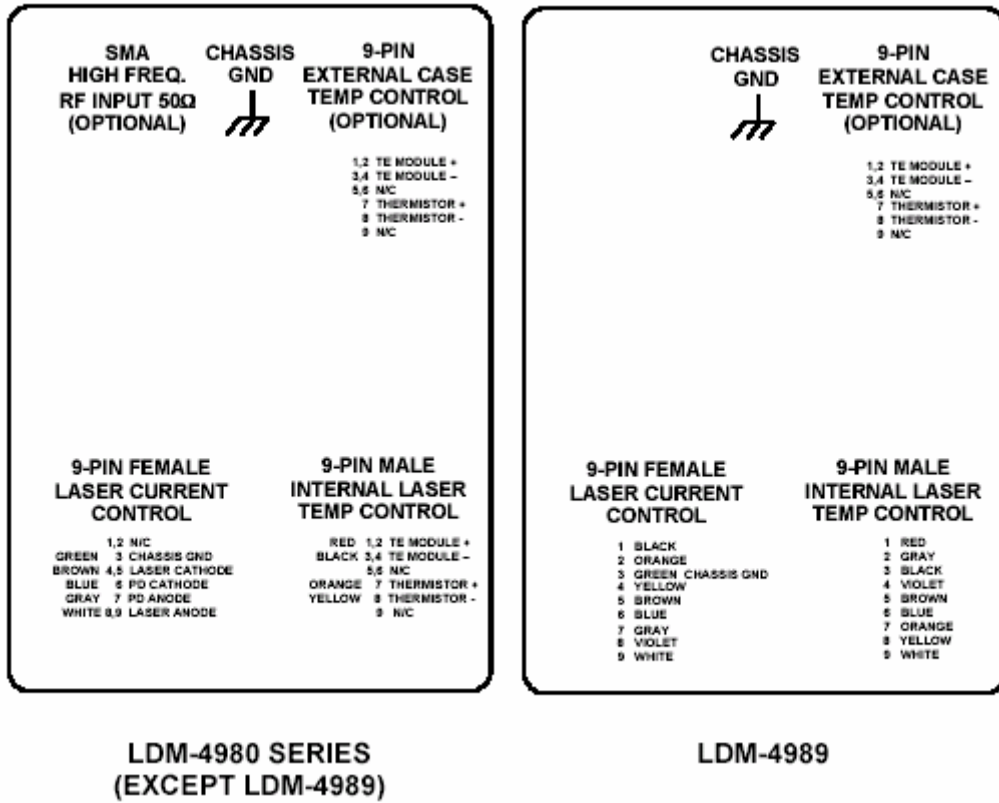 SMA
HIGH FREQ.
RF INPUT 50Ω
(OPTIONAL)
CHASSIS
GND
9-PIN
EXTERNAL CASE
TEMP CONTROL
(OPTIONAL)
1,2 TE MODULE +
3,4 TE MODULE –
5,6 N/C
7 THERMISTOR +
8 THERMISTOR -
9 N/C
9-PIN FEMALE
LASER CURRENT
CONTROL
1,2 N/C
GREEN 3 CHASSIS GND
BROWN 4,5 LASER CATHODE
BLUE 6 PD CATHODE
GRAY 7 PD ANODE
WHITE 8,9 LASER ANODE
9-PIN MALE
INTERNAL LASER
TEMP CONTROL
RED 1,2 TE MODULE +
BLACK 3,4 TE MODULE –
5,6 N/C
ORANGE 7 THERMISTOR +
YELLOW 8 THERMISTOR -
9 N/C
LDM-4980 SERIES
(EXCEPT LDM-4989)
CHASSIS
GND
9-PIN
EXTERNAL CASE
TEMP CONTROL
(OPTIONAL)
1,2 TE MODULE +
3,4 TE MODULE –
5,6 N/C
7 THERMISTOR +
8 THERMISTOR -
9 N/C
9-PIN FEMALE
LASER CURRENT
CONTROL
1 BLACK
2 ORANGE
3 GREEN CHASSIS GND
4 YELLOW
5 BROWN
6 BLUE
7 GRAY
8 VIOLET
9 WHITE
9-PIN MALE
INTERNAL LASER
TEMP CONTROL
1 RED
2 GRAY
3 BLACK
4 VIOLET
5 BROWN
6 BLUE
7 ORANGE
8 YELLOW
9 WHITE
LDM-4989